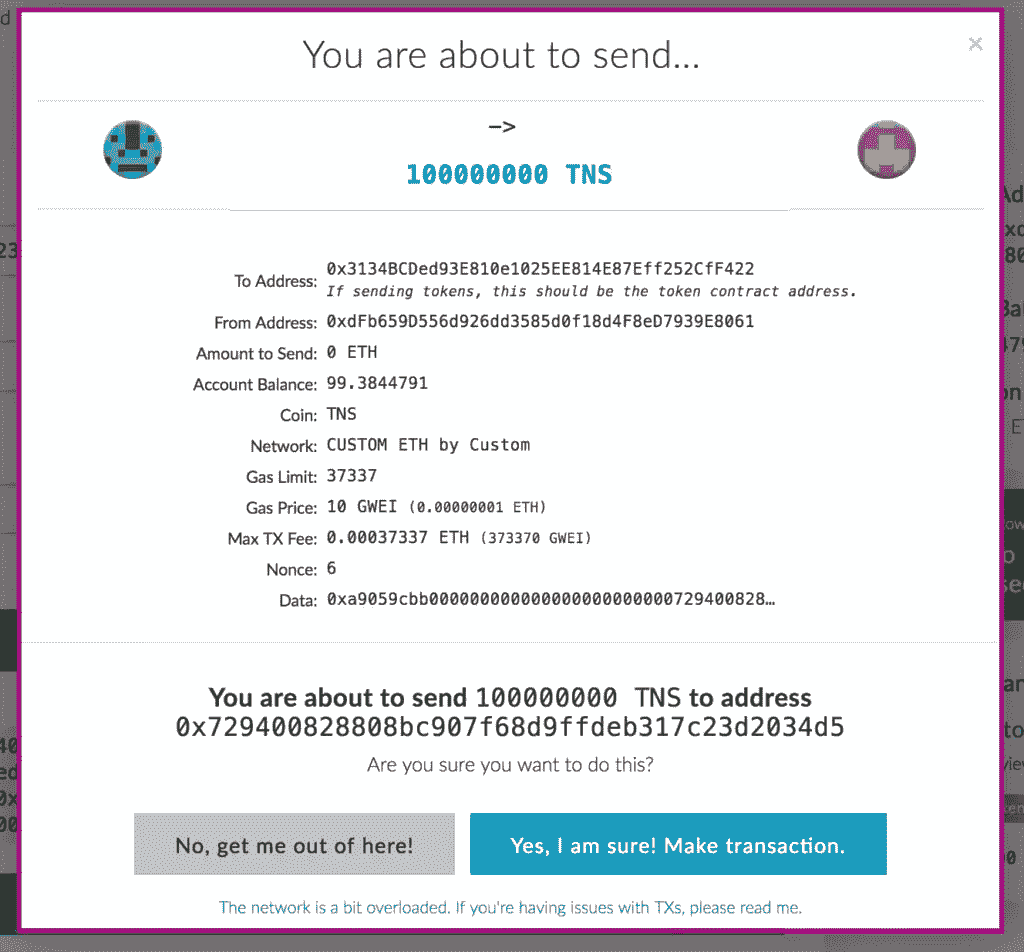 You are about to send...
×
—>
100000000 TNS
To Address: 0x3134BCDed93E810e1025EE814E87Eff252CfF422
If sending tokens, this should be the token contract address.
From Address: 0xdFb659D556d926dd3585d0f18d4F8eD7939E8061
Amount to Send: 0 ETH
Account Balance: 99.3844791
Coin: TNS
Network: CUSTOM ETH by Custom
Gas Limit: 37337
Gas Price: 10 GWEI (0.00000001 ETH)
Max TX Fee: 0.00037337 ETH (373370 GWEI)
Nonce: 6
Data: 0xa9059cbb000000000000000000000000729400828…
You are about to send 100000000 TNS to address
0x729400828808bc907f68d9ffdeb317c23d2034d5
Are you sure you want to do this?
No, get me out of here!
Yes, I am sure! Make transaction.
The network is a bit overloaded. If you're having issues with TXs, please read me.